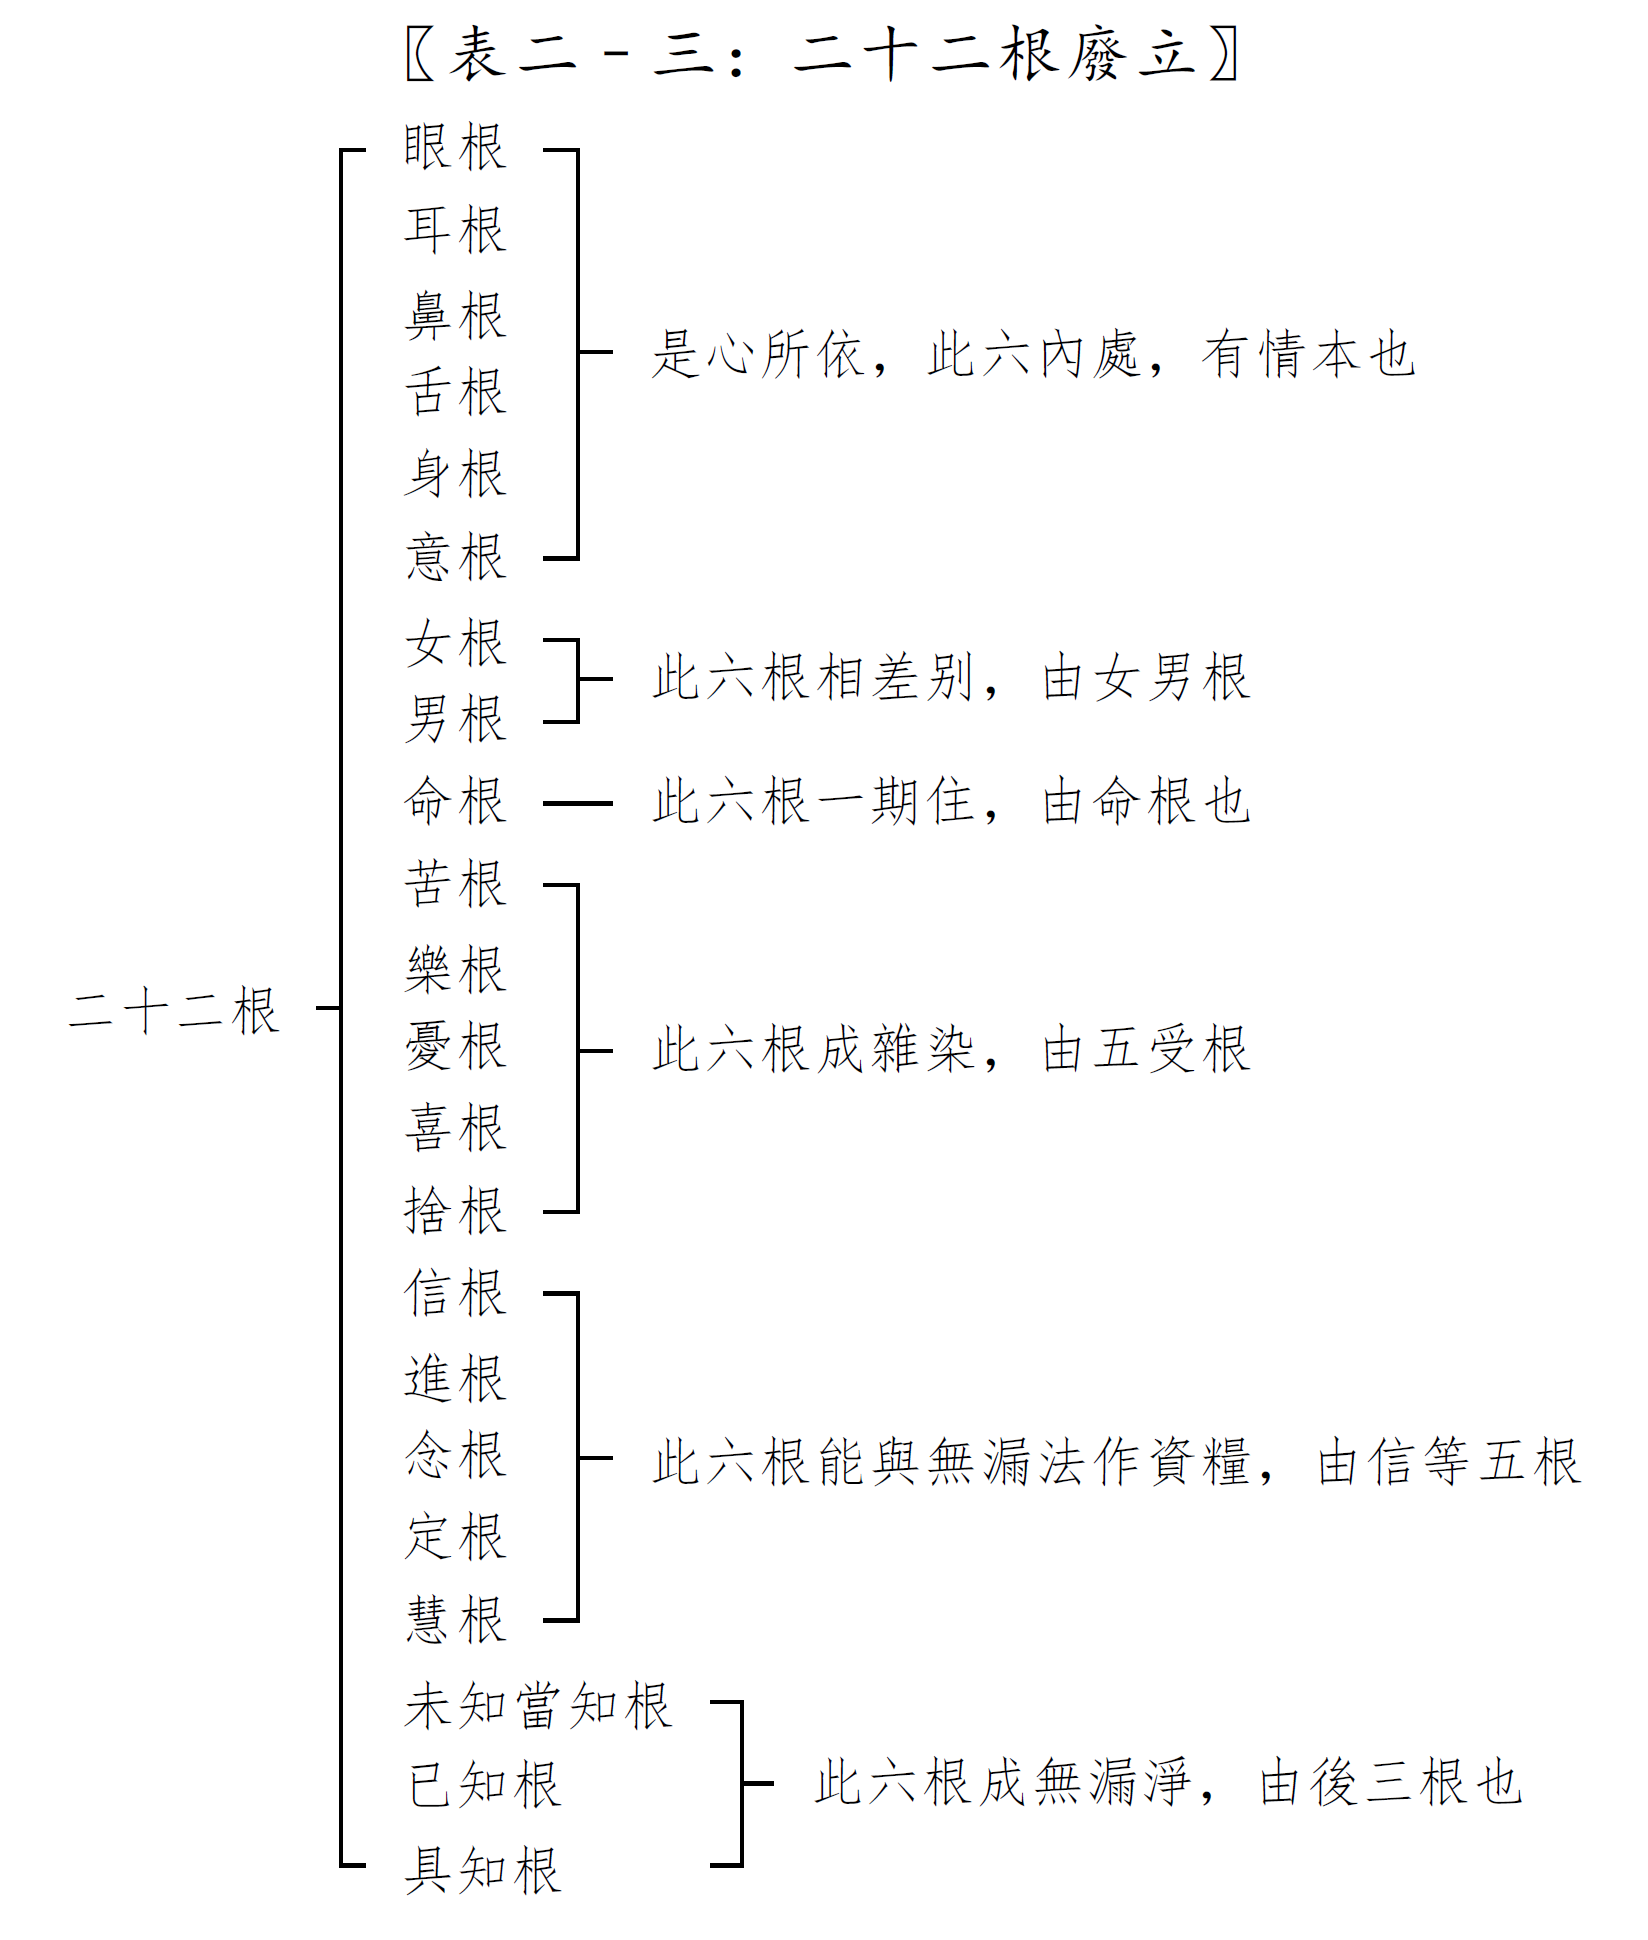 〖表二–三：二十二根廢立〗
眼根
耳根
鼻根
舌根
身根
意根
是心所依，此六內處，有情本也
女根
男根
此六根相差別，由女男根
命根
此六根一期住，由命根也
二十二根
苦根
樂根
憂根
喜根
捨根
此六根成雜染，由五受根
信根
進根
念根
定根
慧根
此六根能與無漏法作資糧，由信等五根
未知當知根
已知根
具知根
此六根成無漏淨，由後三根也